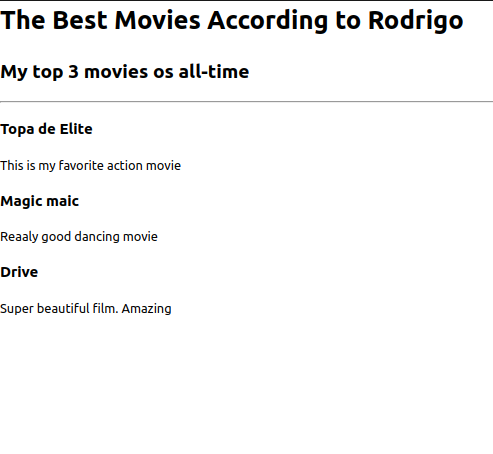 The Best Movies According to Rodrigo
My top 3 movies os all-time
Topa de Elite
This is my favorite action movie
Magic maic
Reaaly good dancing movie
Drive
Super beautiful film. Amazing